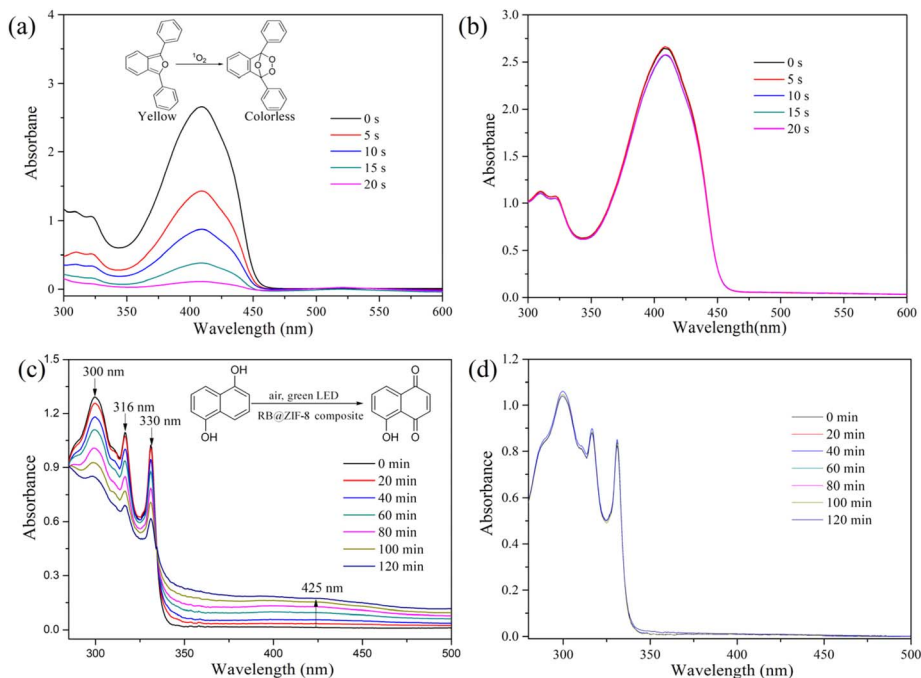 (a)
4
3
2
1
0
Absorbane
O
¹O₂
O
O
O
Yellow
Colorless
0 s
5 s
10 s
15 s
20 s
300 350 400 450 500 550 600
Wavelength (nm)
(b)
3.0
2.5
2.0
1.5
1.0
0.5
0.0
Absorbane
0 s
5 s
10 s
15 s
20 s
300 350 400 450 500 550 600
Wavelength(nm)
(c)
1.5
1.2
0.9
0.6
0.3
0.0
Absorbance
300 nm
316 nm
330 nm
OH
OH
air, green LED
RB@ZIF-8 composite
O
OH
O
0 min
20 min
40 min
60 min
80 min
100 min
120 min
425 nm
300 350 400 450 500
Wavelength (nm)
(d)
1.2
1.0
0.8
0.6
0.4
0.2
0.0
Absorbance
0 min
20 min
40 min
60 min
80 min
100 min
120 min
300 350 400 450 500
Wavelength (nm)